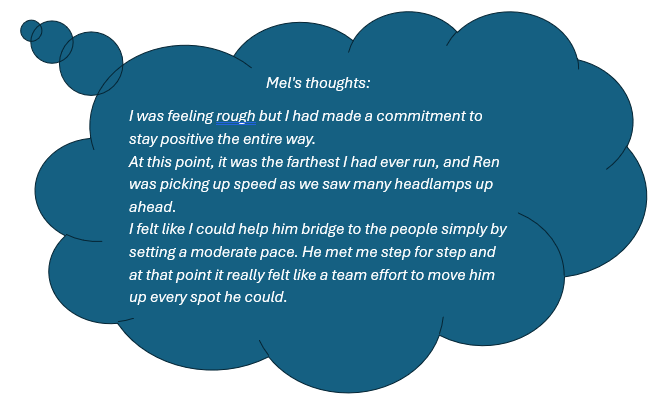 Mel's thoughts:
I was feeling rough but I had made a commitment to
stay positive the entire way.
At this point, it was the farthest I had ever run, and Ren
was picking up speed as we saw many headlamps up
ahead.
I felt like I could help him bridge to the people simply by
setting a moderate pace. He met me step for step and
at that point it really felt like a team effort to move him
up every spot he could.